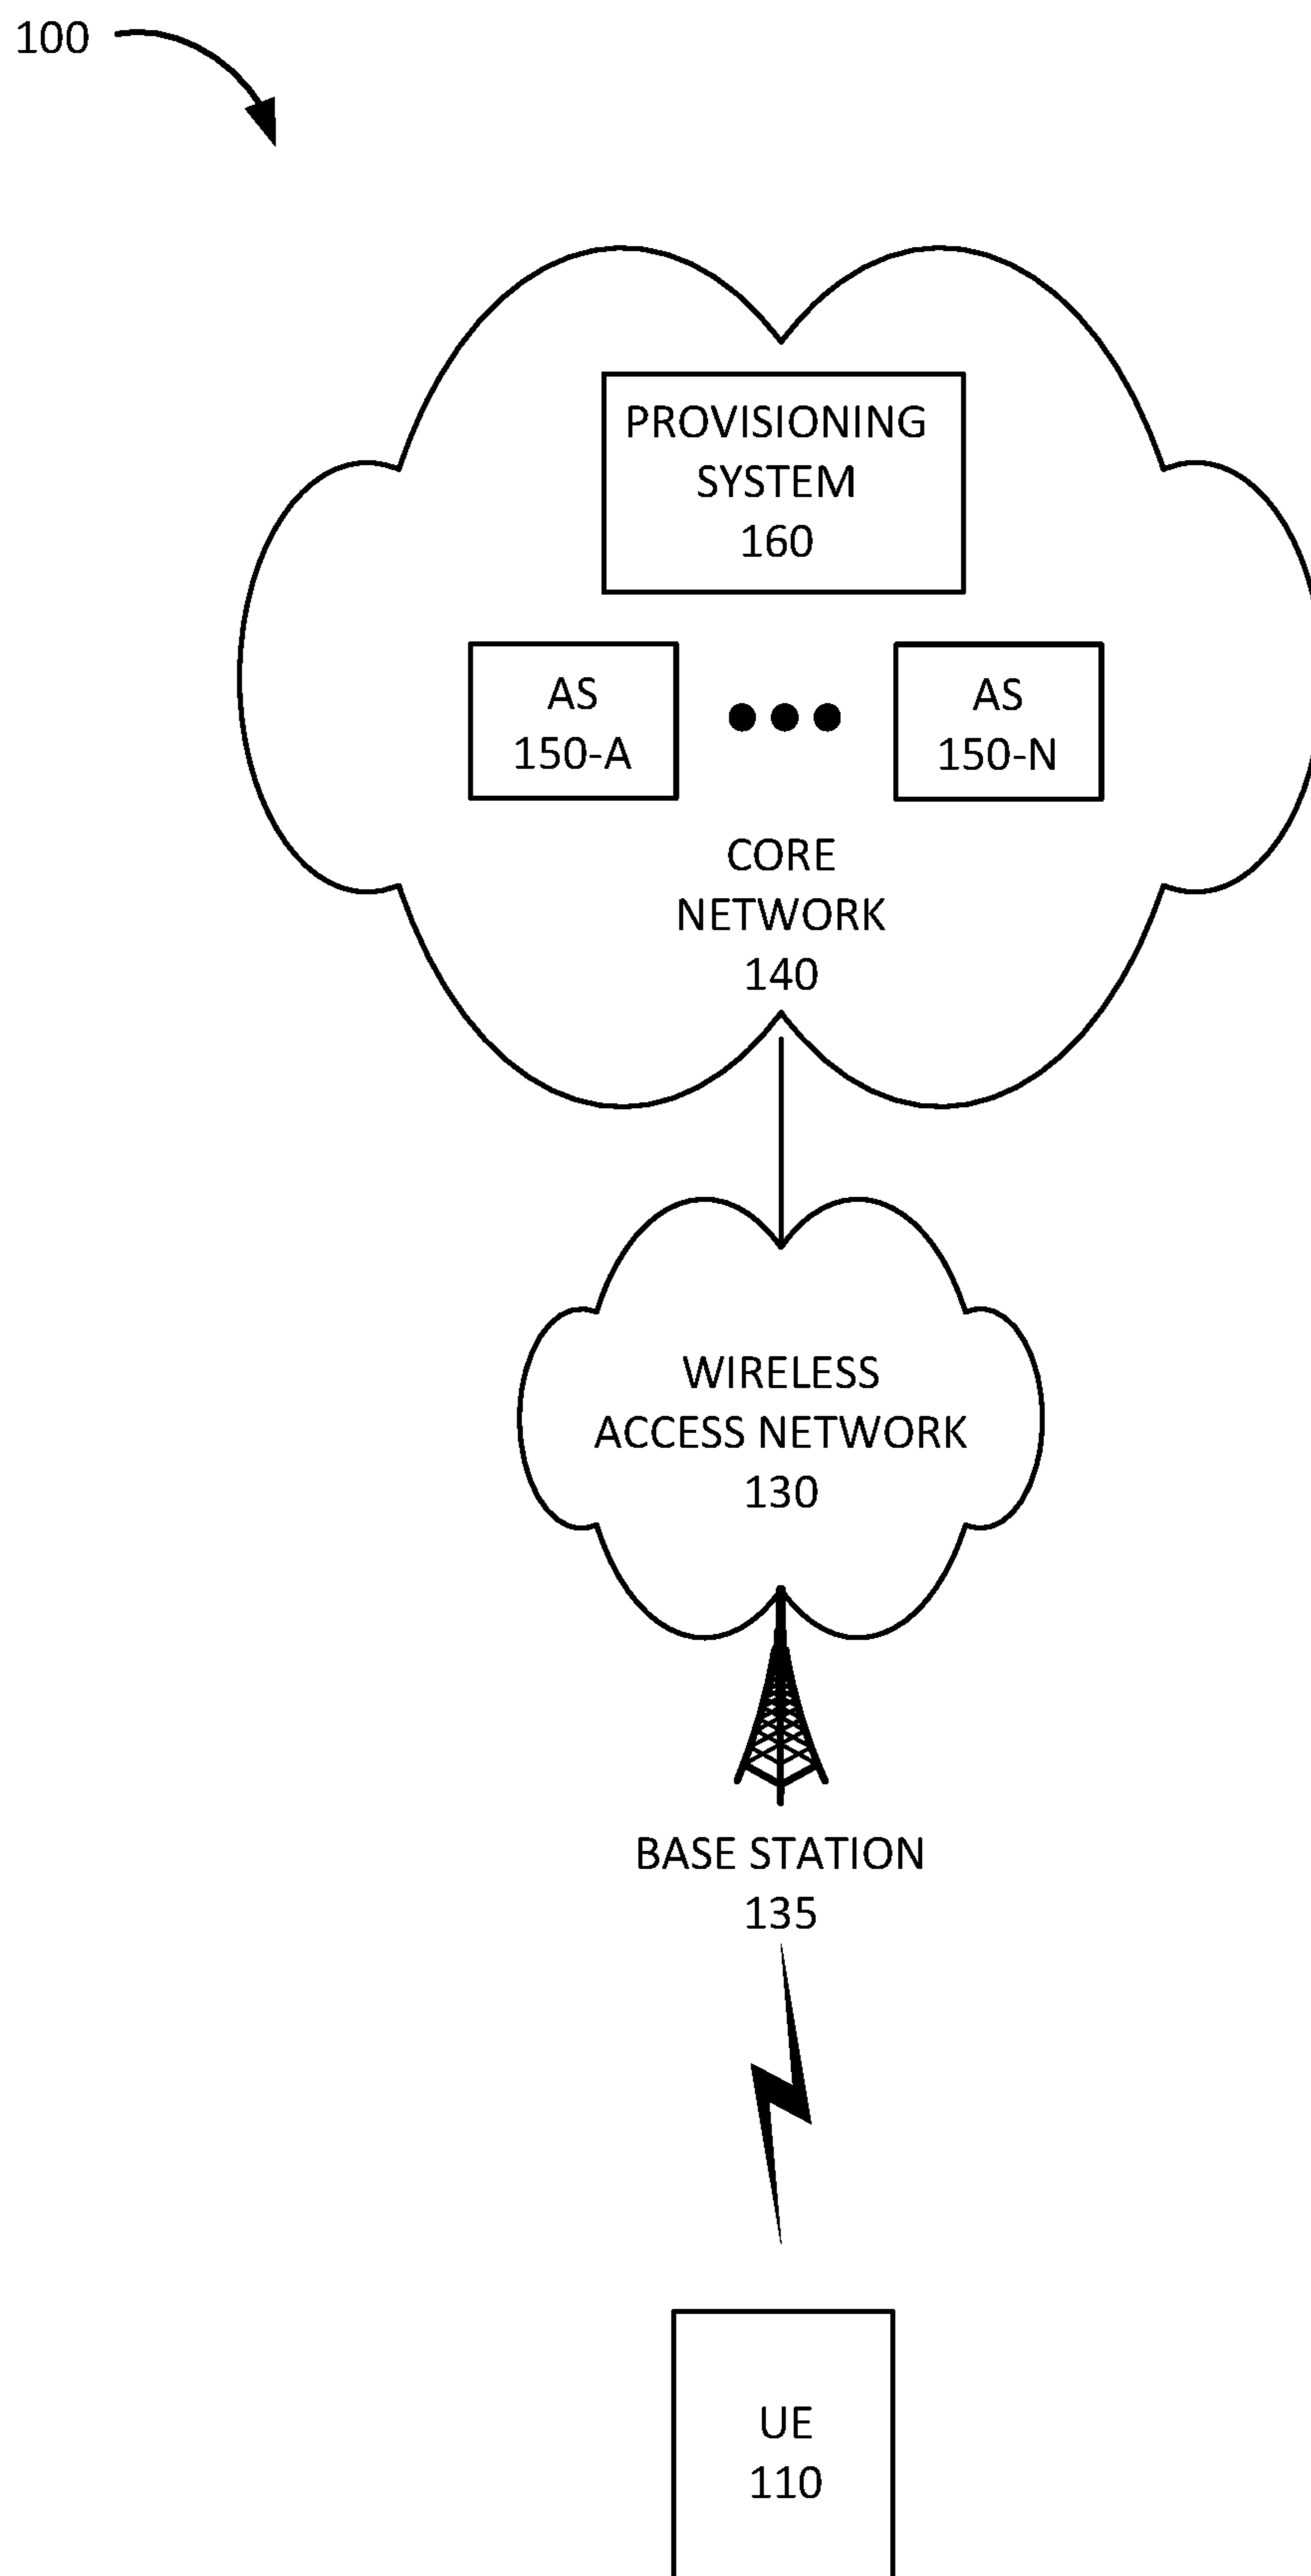 100
PROVISIONING
SYSTEM
160
AS
150-A
AS
150-N
CORE
NETWORK
140
WIRELESS
ACCESS NETWORK
130
BASE STATION
135
UE
110